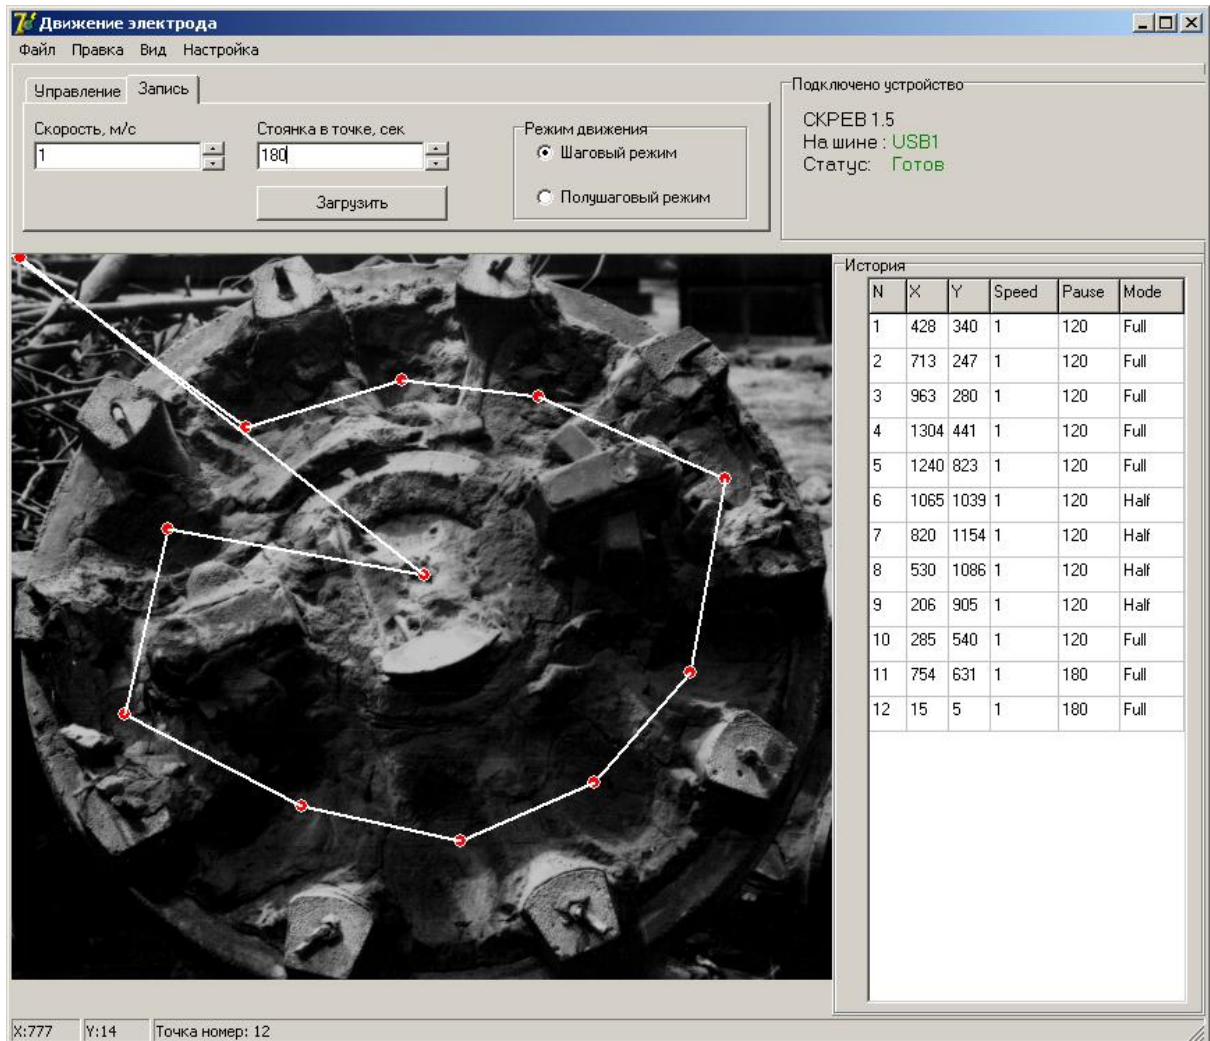 Движение электрода
Файл Правка Вид Настройка
Управление Запись
Скорость, м/с
1
Стоянка в точке, сек
180
Загрузить
Режим движения
Шаговый режим
Полушаговый режим
Подключено устройство
СКРЕВ 1.5
На шине : USB1
Статус: Готов
История
N X Y Speed Pause Mode
1 428 340 1 120 Full
2 713 247 1 120 Full
3 963 280 1 120 Full
4 1304 441 1 120 Full
5 1240 823 1 120 Full
6 1065 1039 1 120 Half
7 820 1154 1 120 Half
8 530 1086 1 120 Half
9 206 905 1 120 Half
10 285 540 1 120 Full
11 754 631 1 180 Full
12 15 5 1 180 Full
X:777 Y:14 Точка номер: 12